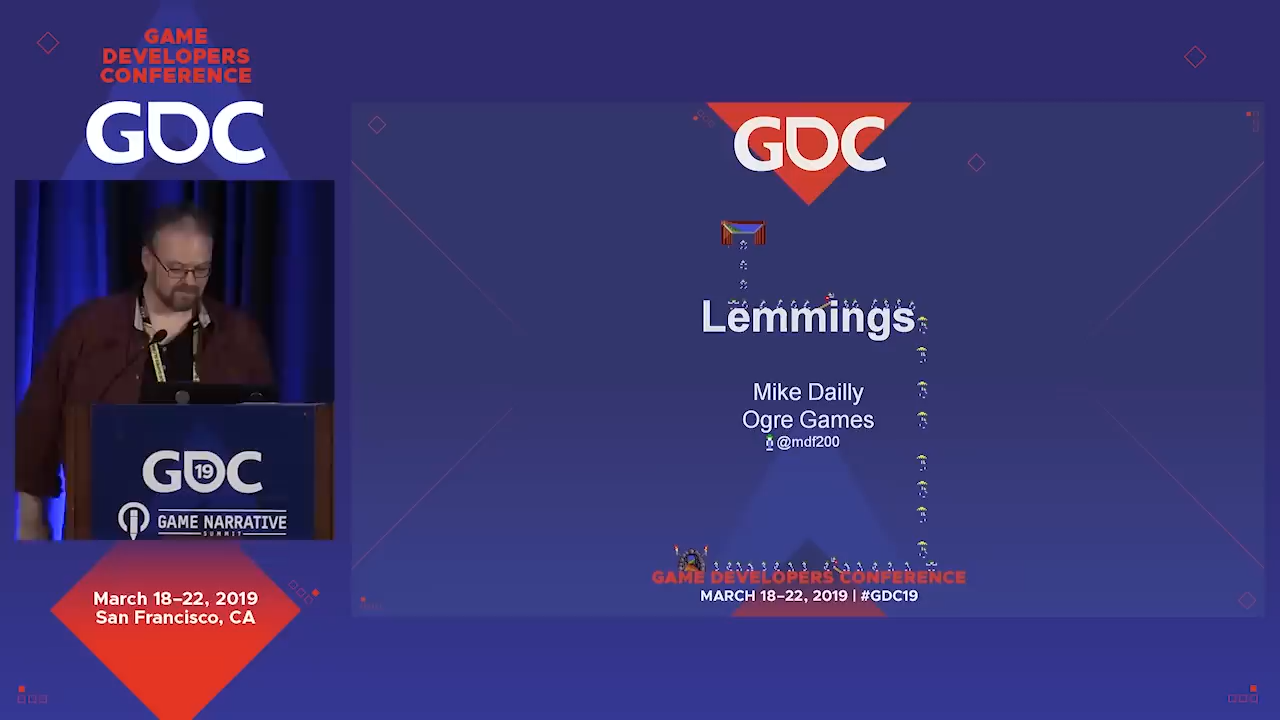 GAME
DEVELOPERS
CONFERENCE
GDC
GDC
19
GAME NARRATIVE
SUMMIT
March 18–22, 2019
San Francisco, CA
GDC
Lemmings
Mike Dailly
Ogre Games
@mdf200
GAME DEVELOPERS CONFERENCE
MARCH 18–22, 2019 | #GDC19